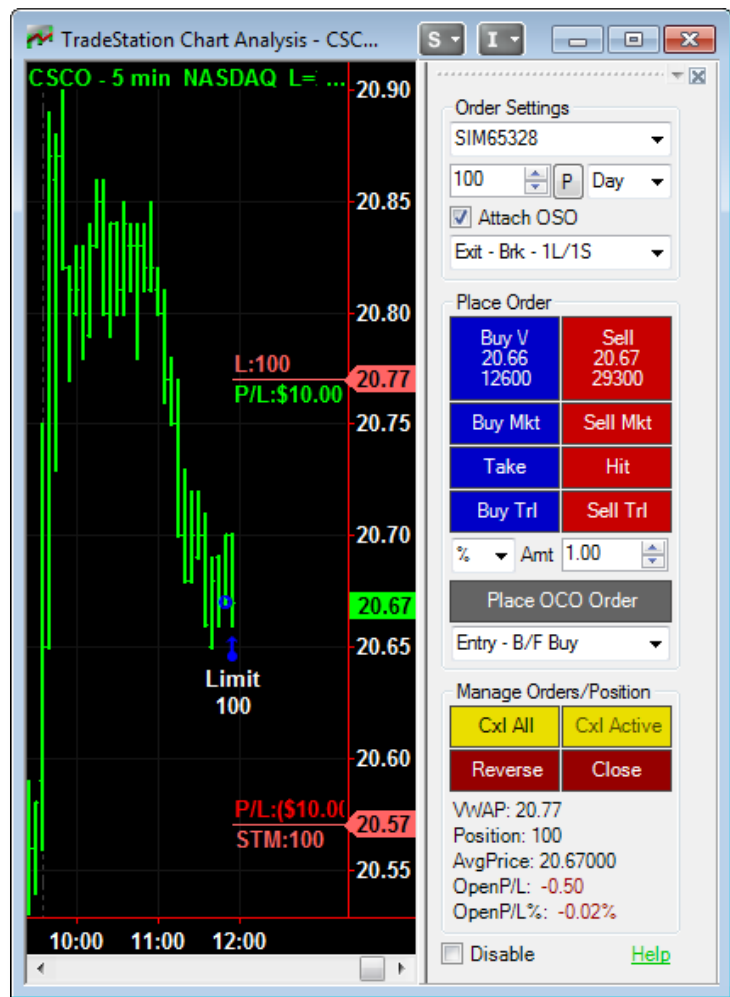 TradeStation Chart Analysis - CSC...
S
I
CSCO - 5 min NASDAQ L= ...
20.90
20.85
20.80
L:100
20.77
P/L:$10.00
20.75
20.70
20.67
20.65
Limit
100
20.60
P/L:($10.00
20.57
STM:100
20.55
10:00 11:00 12:00
Order Settings
SIM65328
100 P Day
Attach OSO
Exit - Brk - 1L/1S
Place Order
Buy V
20.66
12600
Sell
20.67
29300
Buy Mkt Sell Mkt
Take Hit
Buy Trl Sell Trl
% Amt 1.00
Place OCO Order
Entry - B/F Buy
Manage Orders/Position
Cxl All Cxl Active
Reverse Close
VWAP: 20.77
Position: 100
AvgPrice: 20.67000
OpenP/L: -0.50
OpenP/L%: -0.02%
Disable Help